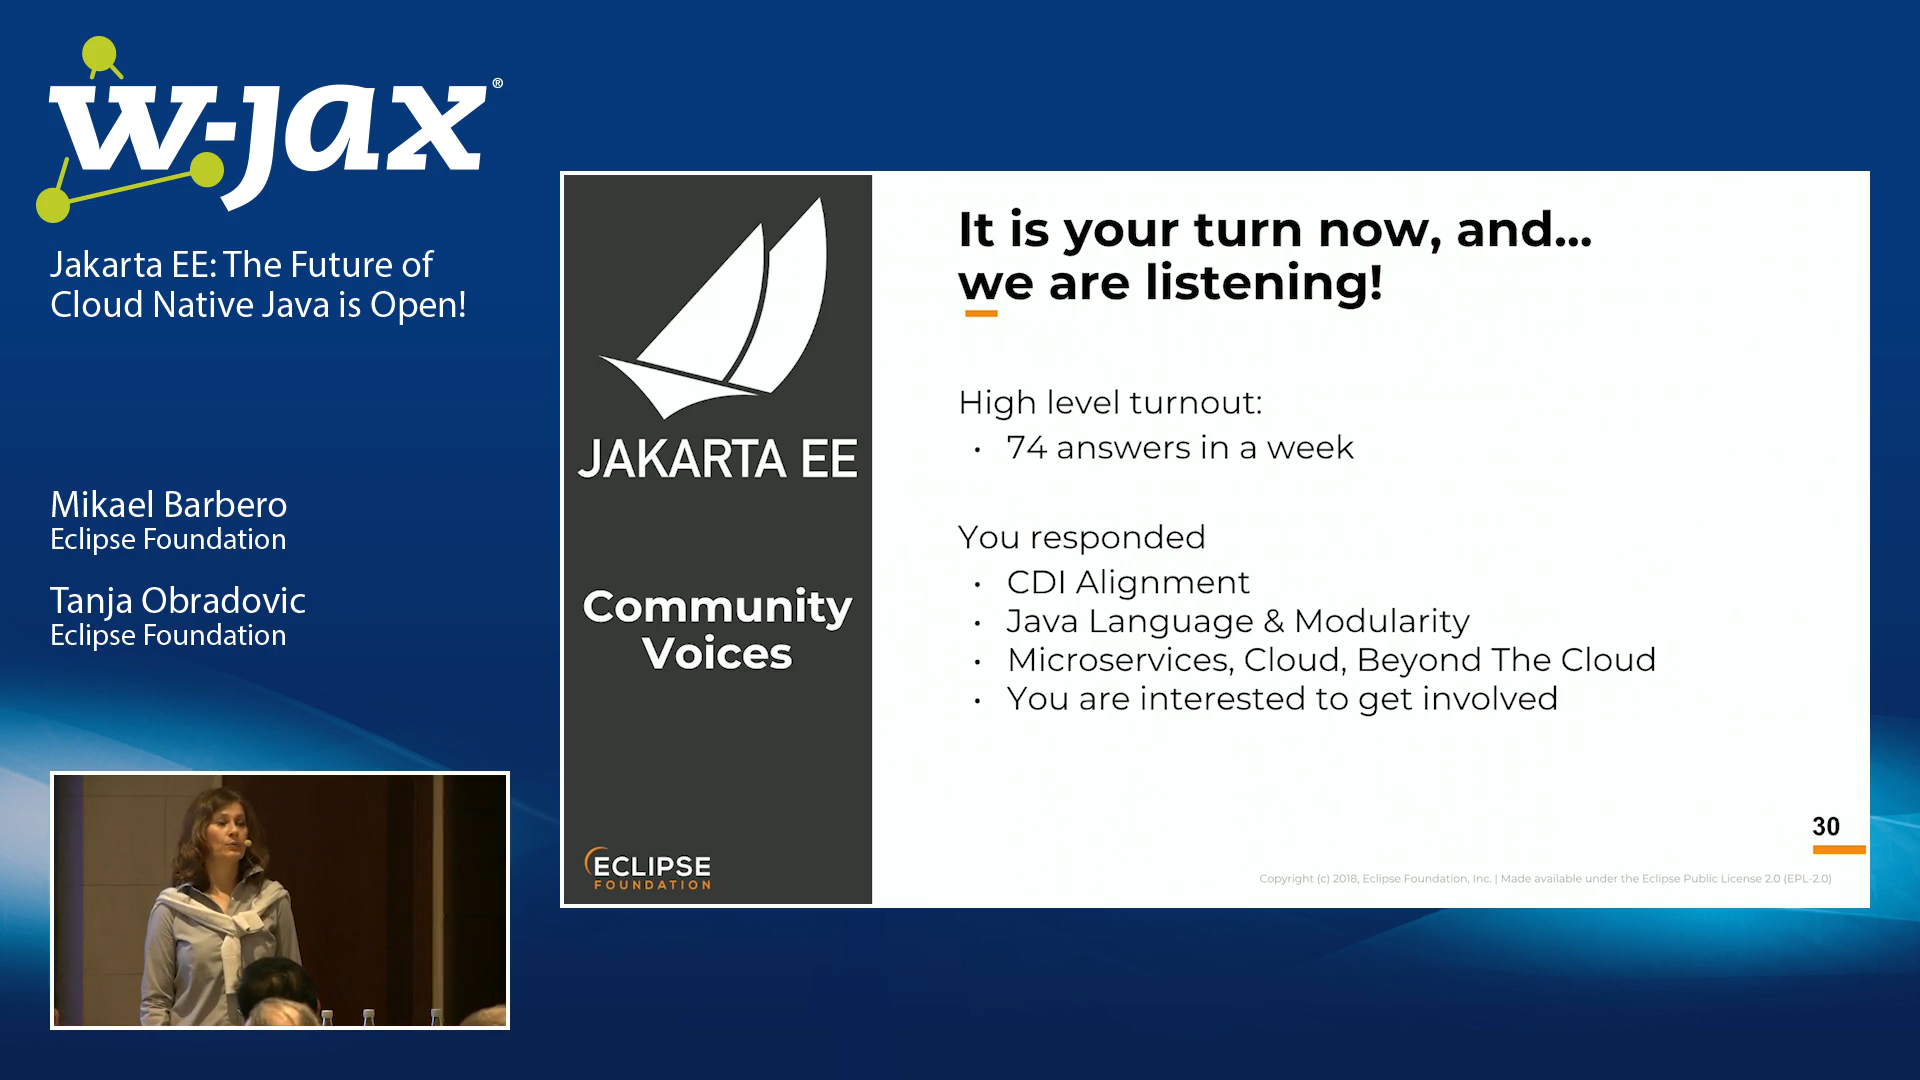 w-jax®
Jakarta EE: The Future of
Cloud Native Java is Open!
Mikael Barbero
Eclipse Foundation
Tanja Obradovic
Eclipse Foundation
JAKARTA EE
Community
Voices
ECLIPSE
FOUNDATION
It is your turn now, and...
we are listening!
High level turnout:
• 74 answers in a week
You responded
• CDI Alignment
• Java Language & Modularity
• Microservices, Cloud, Beyond The Cloud
• You are interested to get involved
30
Copyright (c) 2018, Eclipse Foundation, Inc. | Made available under the Eclipse Public License 2.0 (EPL-2.0)